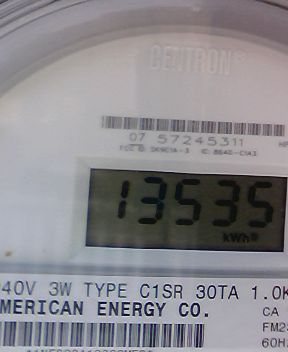 CENTRON®
07 57245311
13535
kWh
40V 3W TYPE C1SR 30TA 1.0K
MERICAN ENERGY CO.
CA
FM2
60H